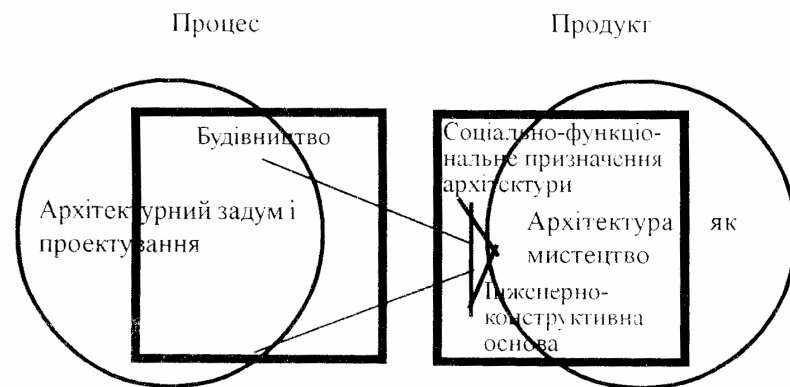 Процес
Продукт
Будівництво
Архітектурний задум і
проектування
Соціально-функціо-
нальне призначення
архітектури
Архітектура як
мистецтво
Інженерно-
конструктивна
основа